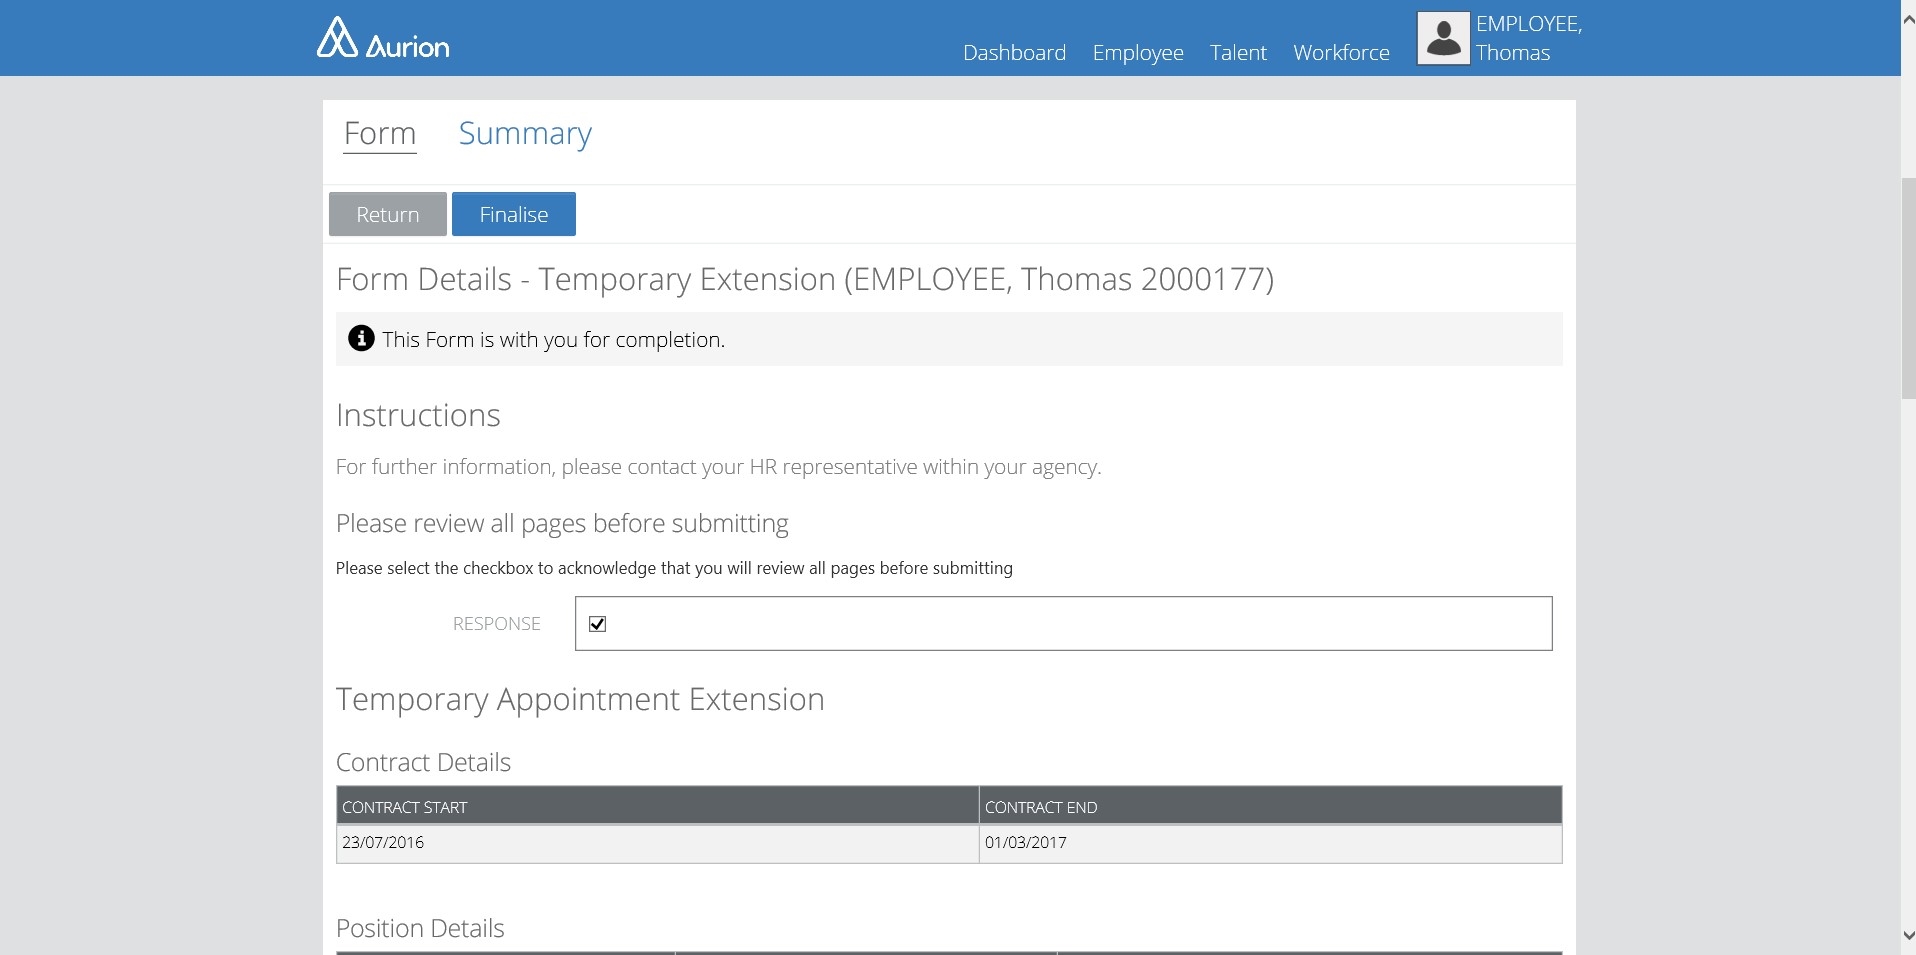 Aurion
Dashboard Employee Talent Workforce
EMPLOYEE,
Thomas
Form Summary
Return Finalise
Form Details - Temporary Extension (EMPLOYEE, Thomas 2000177)
This Form is with you for completion.
Instructions
For further information, please contact your HR representative within your agency.
Please review all pages before submitting
Please select the checkbox to acknowledge that you will review all pages before submitting
RESPONSE
Temporary Appointment Extension
Contract Details
CONTRACT START CONTRACT END
23/07/2016 01/03/2017
Position Details